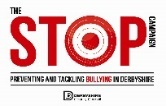 THE
STOP
CAMPAIGN
PREVENTING AND TACKLING BULLYING IN DERBYSHIRE